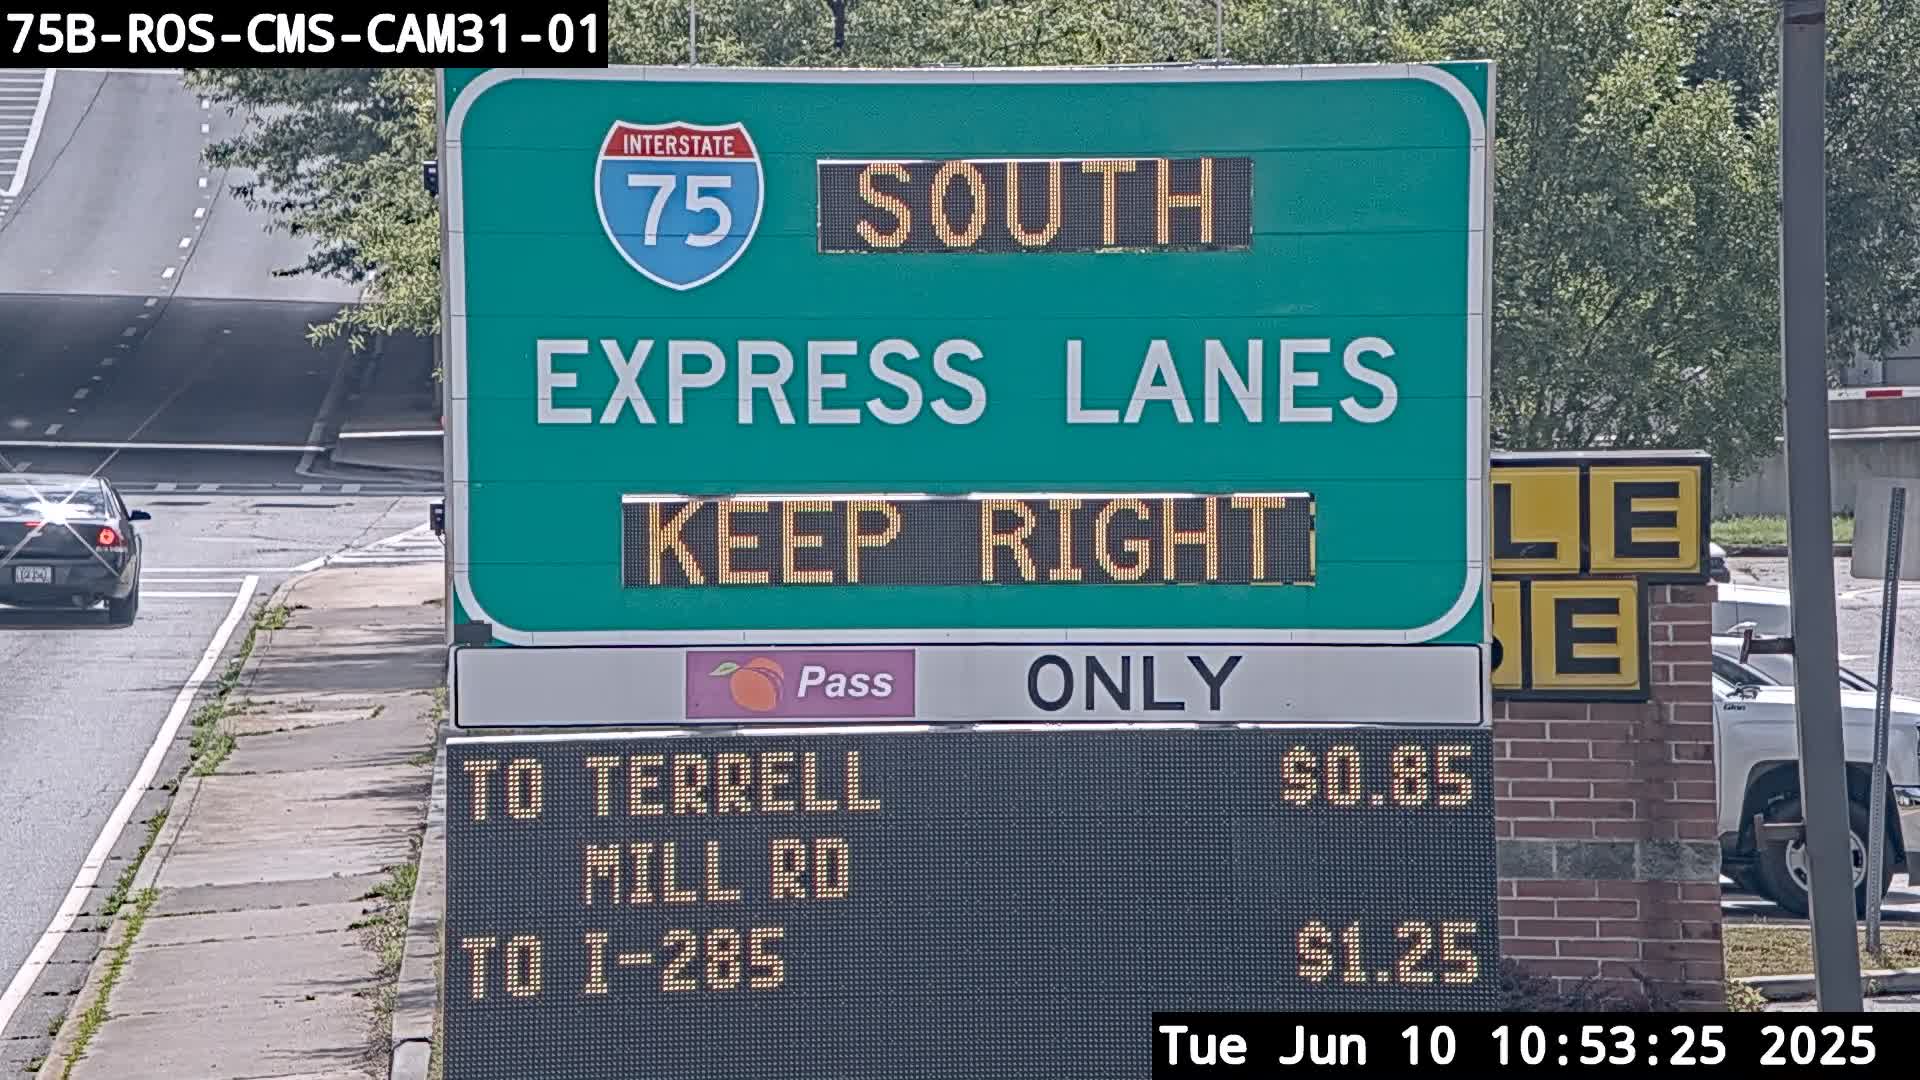 75B-ROS-CMS-CAM31-01
INTERSTATE
75
SOUTH
EXPRESS LANES
KEEP RIGHT
Pass ONLY
TO TERRELL $0.85
MILL RD
TO I-285 $1.25
LE
E
Tue Jun 10 10:53:25 2025